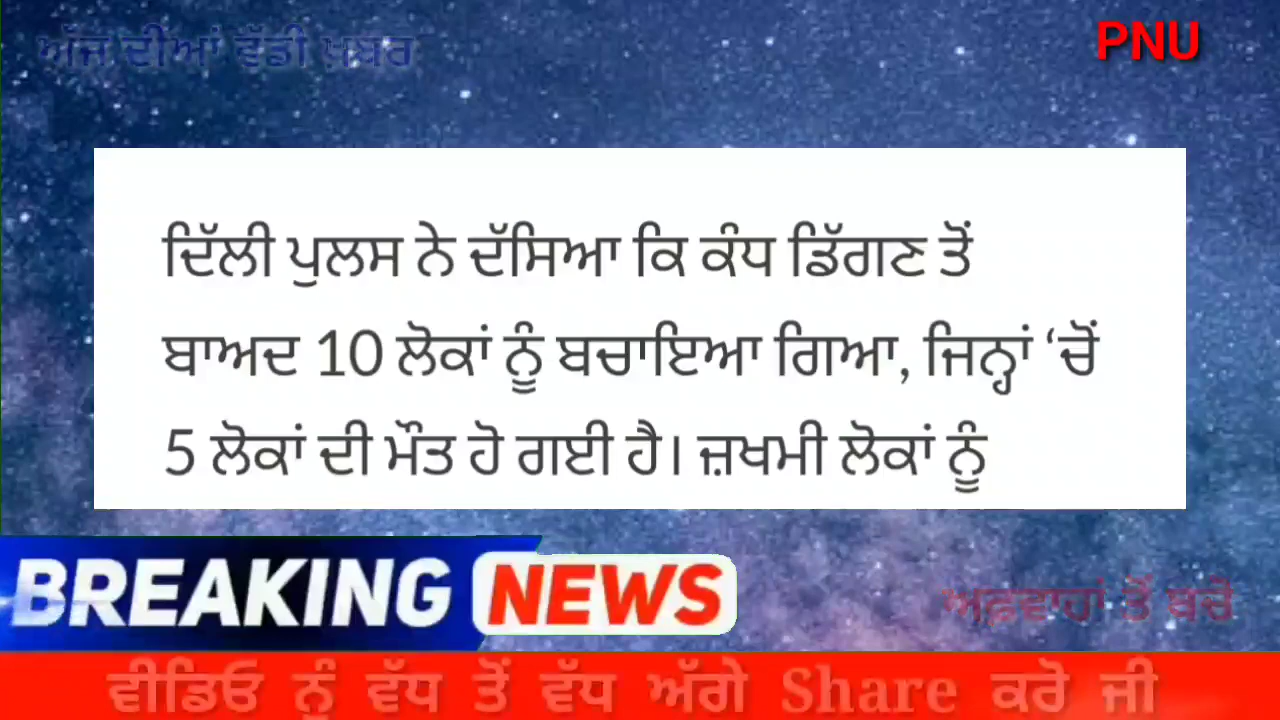 ਅੱਜ ਦੀਆਂ ਵੱਡੀ ਖ਼ਬਰ
PNU
ਦਿੱਲੀ ਪੁਲਸ ਨੇ ਦੱਸਿਆ ਕਿ ਕੰਧ ਡਿੱਗਣ ਤੋਂ
ਬਾਅਦ 10 ਲੋਕਾਂ ਨੂੰ ਬਚਾਇਆ ਗਿਆ, ਜਿਨ੍ਹਾਂ ‘ਚੋਂ
5 ਲੋਕਾਂ ਦੀ ਮੌਤ ਹੋ ਗਈ ਹੈ। ਜ਼ਖਮੀ ਲੋਕਾਂ ਨੂੰ
BREAKING NEWS
ਅਫ਼ਵਾਹਾਂ ਤੋਂ ਬਚੋ
ਵੀਡਿਓ ਨੂੰ ਵੱਧ ਤੋਂ ਵੱਧ ਅੱਗੇ Share ਕਰੋ ਜੀ